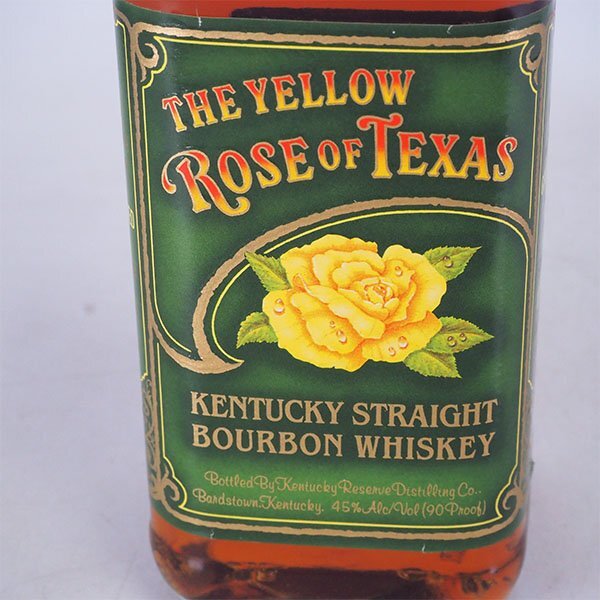 THE YELLOW
ROSE OF TEXAS
KENTUCKY STRAIGHT
BOURBON WHISKEY
Bottled By Kentucky Reserve Distilling Co..
Bardstown, Kentucky. 45% Alc/Vol (90 Proof)